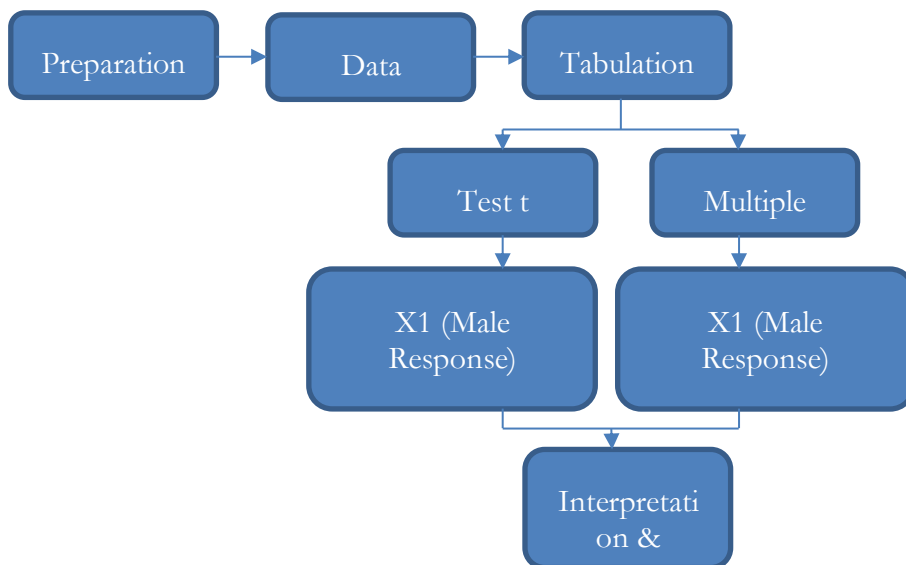 Preparation
Data
Tabulation
Test t
Multiple
X1 (Male
Response)
X1 (Male
Response)
Interpretati
on &